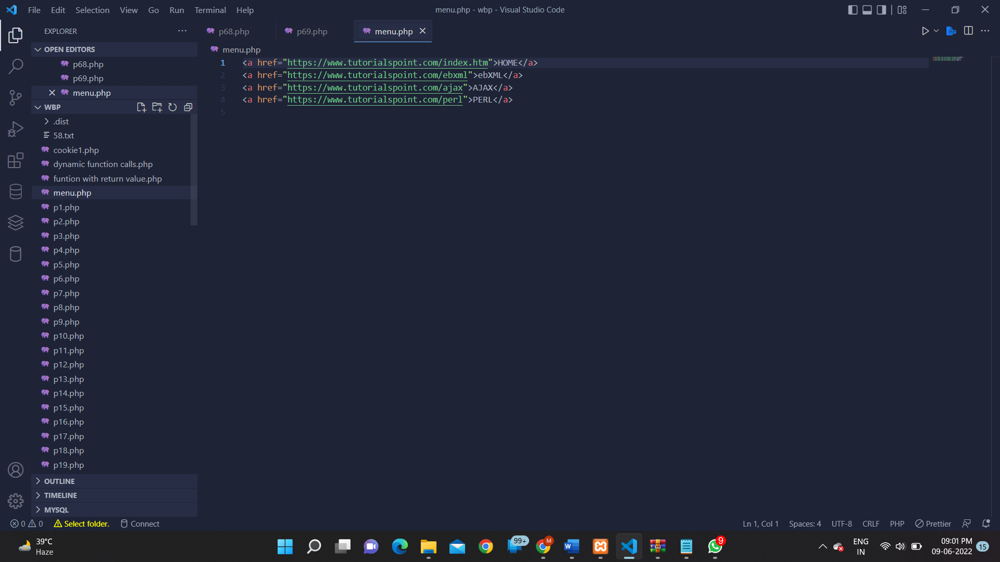 File Edit Selection View Go Run Terminal Help
menu.php - wbp - Visual Studio Code
EXPLORER
OPEN EDITORS
p68.php
p69.php
menu.php
WBP
.dist
58.txt
cookie1.php
dynamic function calls.php
funtion with return value.php
menu.php
p1.php
p2.php
p3.php
p4.php
p5.php
p6.php
p7.php
p8.php
p9.php
p10.php
p11.php
p12.php
p13.php
p14.php
p15.php
p16.php
p17.php
p18.php
p19.php
OUTLINE
TIMELINE
MYSQL
p68.php p69.php menu.php
menu.php
1 <a href="https://www.tutorialspoint.com/index.htm">HOME</a>
2 <a href="https://www.tutorialspoint.com/ebxml">ebXML</a>
3 <a href="https://www.tutorialspoint.com/ajax">AJAX</a>
4 <a href="https://www.tutorialspoint.com/perl">PERL</a>
5
0 0 Select folder. Connect
Ln 1, Col 1 Spaces: 4 UTF-8 CRLF PHP Prettier
39°C
Haze
99+
M
W
9
ENG
IN
09:01 PM
09-06-2022
15